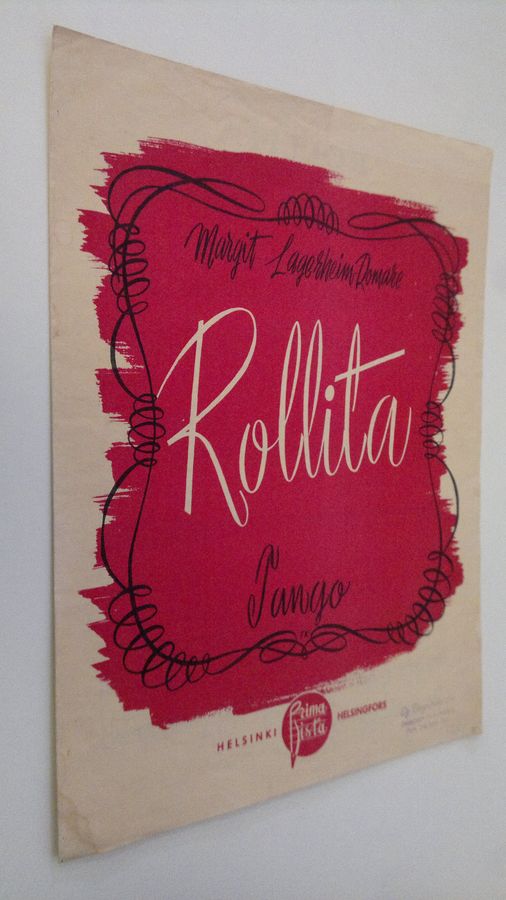 Margit Lagerheim Romare
Rollita
Tango
HELSINKI Prima Vista HELSINGFORS